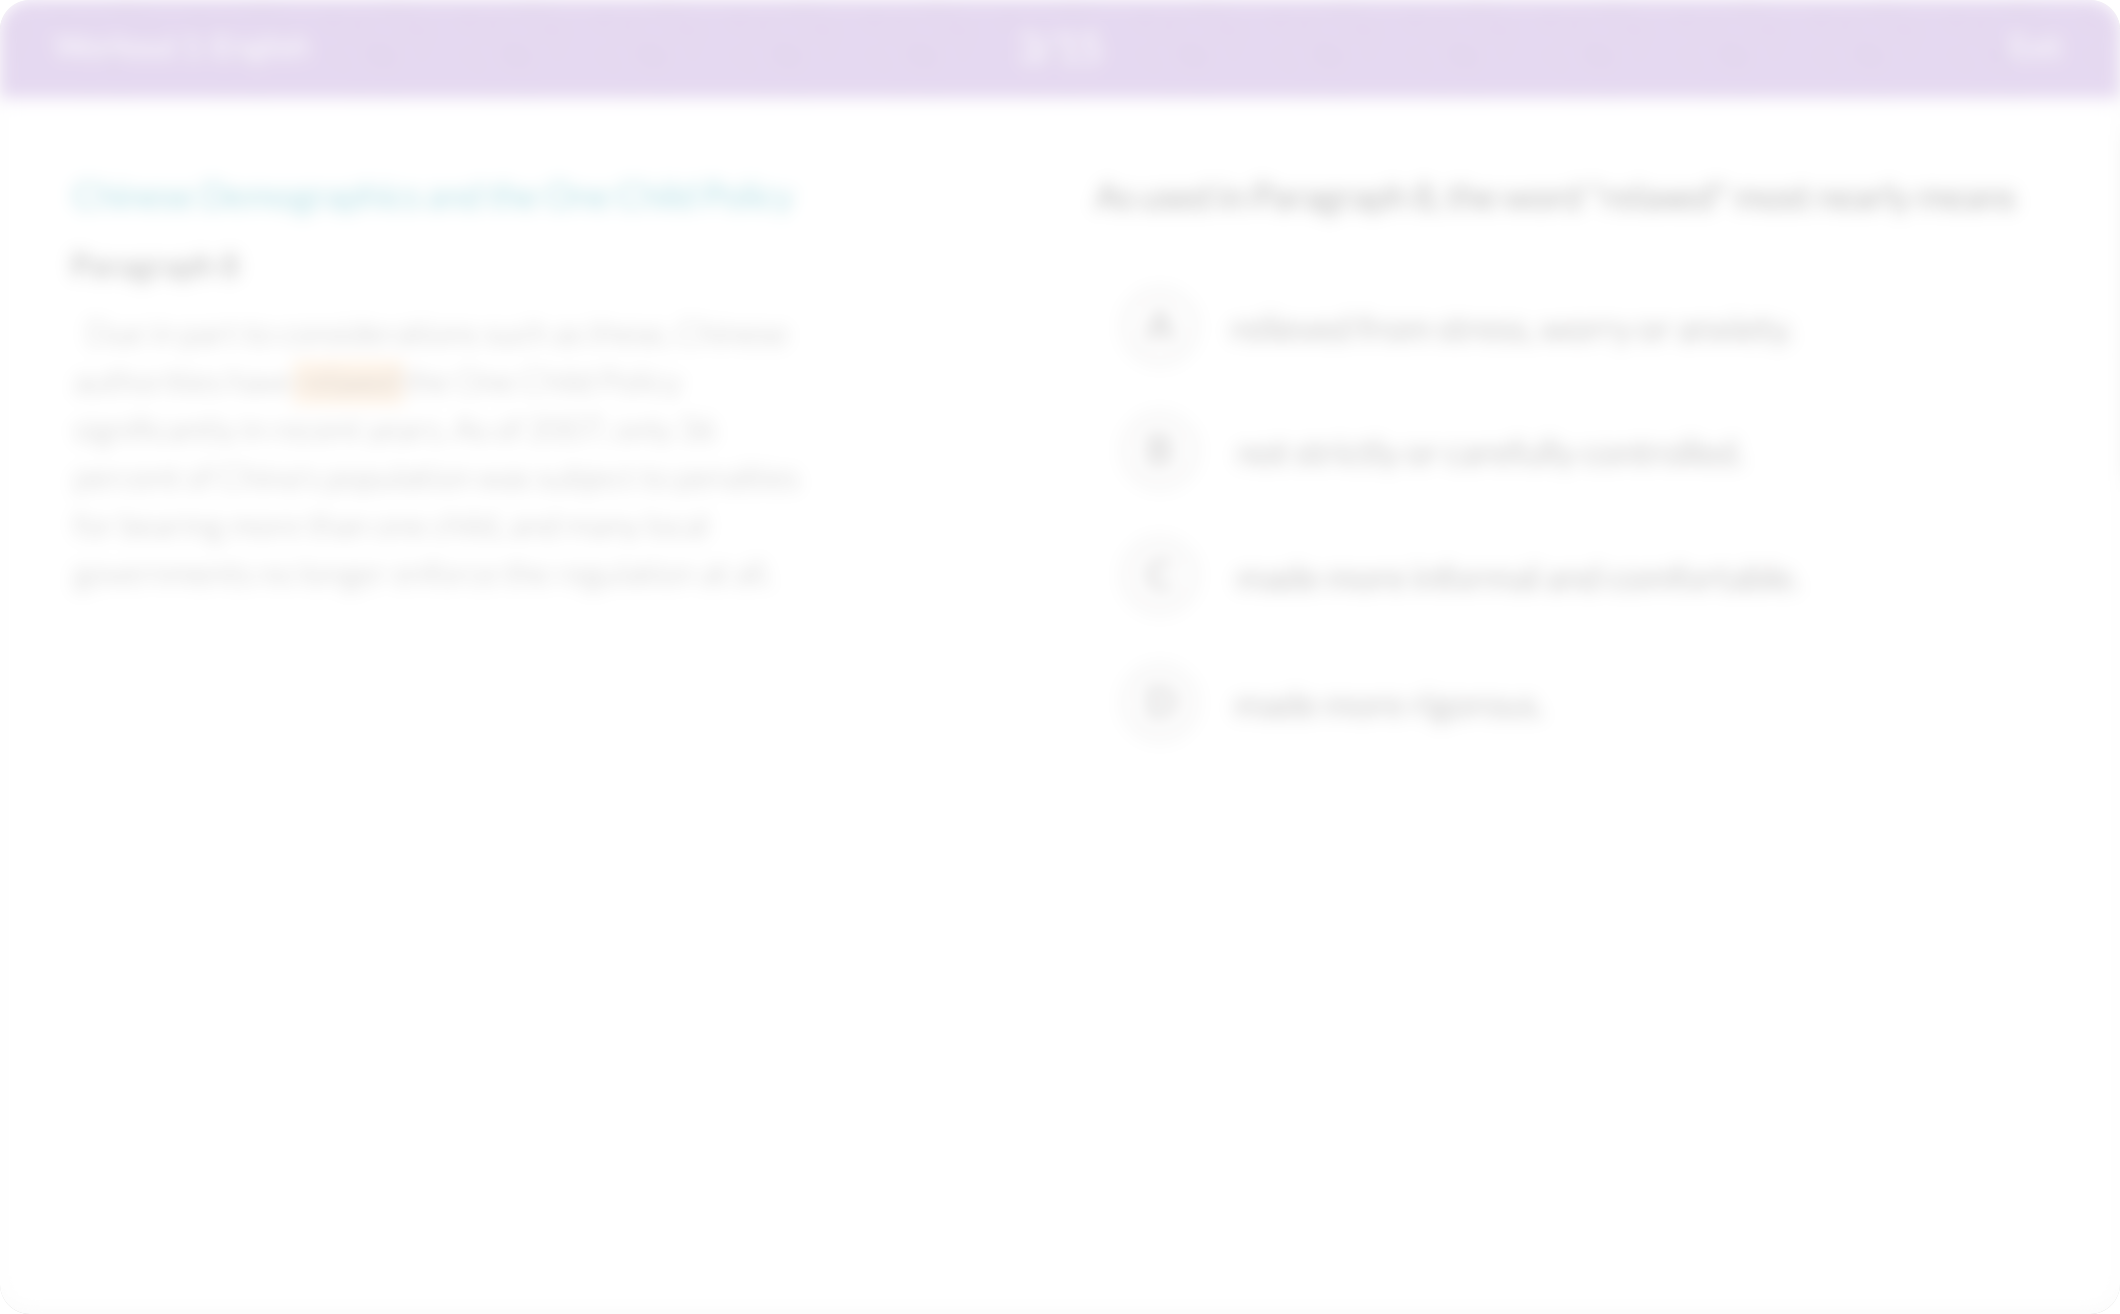 Chinese Demographics and the One Child Policy
Paragraph 8
Due in part to considerations such as these, Chinese
authorities have relaxed the One Child Policy
significantly in recent years. As of 2007, only 36
percent of China's population was subject to penalties
for bearing more than one child, and many local
governments no longer enforce the regulation at all.
As used in Paragraph 8, the word "relaxed" most nearly means
A relieved from stress, worry or anxiety.
B not strictly or carefully controlled.
C made more informal and comfortable.
D made more rigorous.